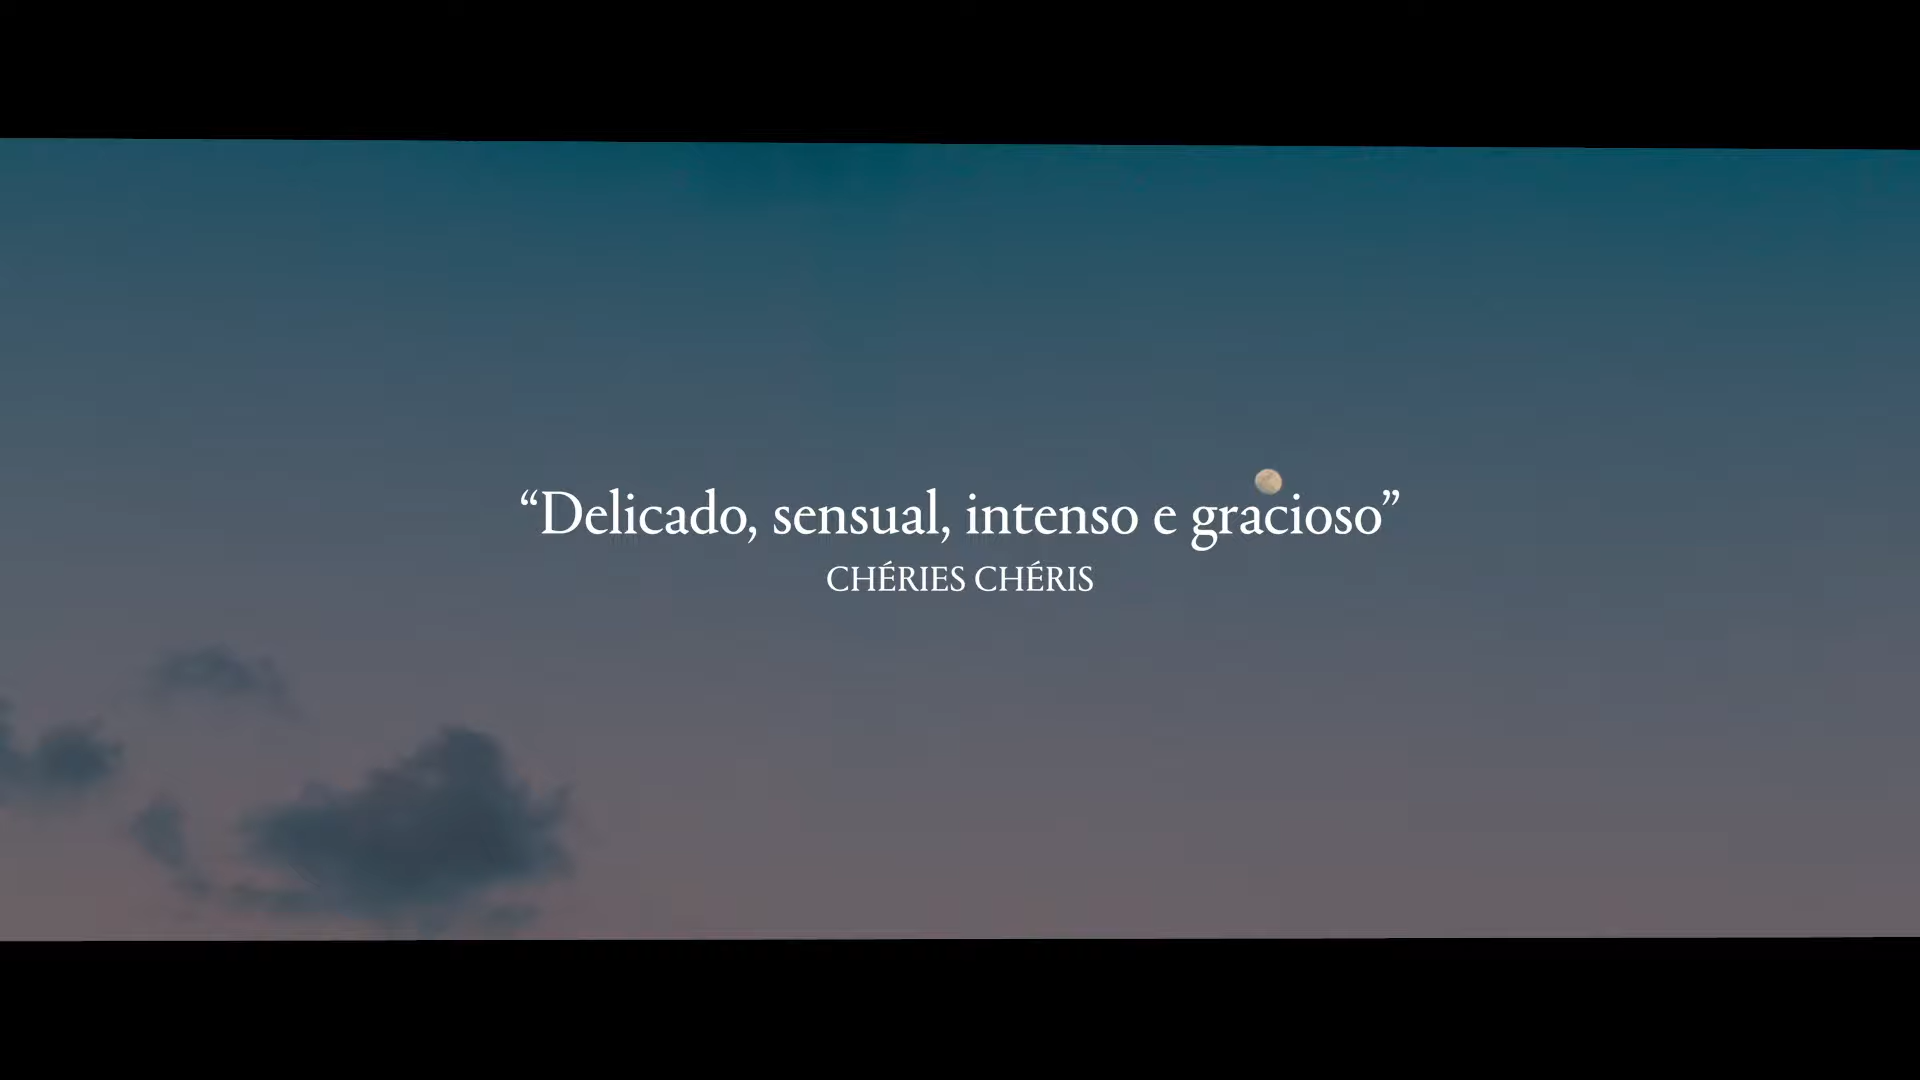 “Delicado, sensual, intenso e gracioso”
CHÉRIES CHÉRIS